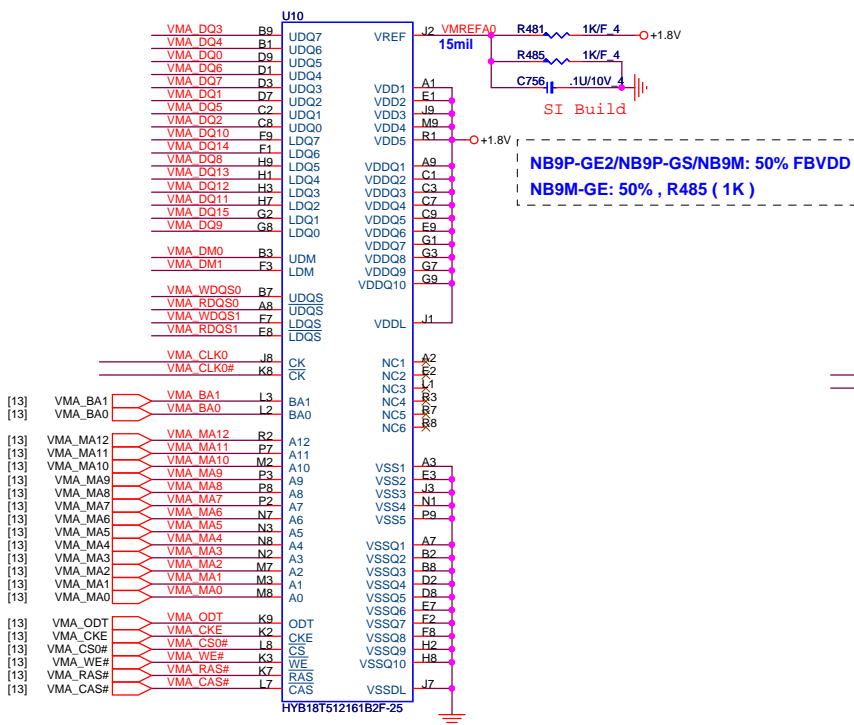 U10
VMA_DQ3 B9 UDQ7 VREF J2 VMREFA0 R481 1K/F_4 +1.8V
VMA_DQ4 B1 UDQ6 15mil
VMA_DQ0 D9 UDQ5 R485 1K/F_4
VMA_DQ6 D1 UDQ4
VMA_DQ7 D3 UDQ3 VDD1 A1 C756 .1U/10V_4
VMA_DQ1 D7 UDQ2 VDD2 E1
VMA_DQ5 C2 UDQ1 VDD3 J9 SI Build
VMA_DQ2 C8 UDQ0 VDD4 M9
VMA_DQ10 F9 LDQ7 VDD5 R1 +1.8V
VMA_DQ14 F1 LDQ6
VMA_DQ8 H9 LDQ5 VDDQ1 A9 NB9P-GE2/NB9P-GS/NB9M: 50% FBVDD
VMA_DQ13 H1 LDQ4 VDDQ2 C1
VMA_DQ12 H3 LDQ3 VDDQ3 C3 NB9M-GE: 50% , R485 ( 1K )
VMA_DQ11 H7 LDQ2 VDDQ4 C7
VMA_DQ15 G2 LDQ1 VDDQ5 C9
VMA_DQ9 G8 LDQ0 VDDQ6 E9
VDDQ7 G1
VMA_DM0 B3 UDM VDDQ8 G3
VMA_DM1 F3 LDM VDDQ9 G7
VDDQ10 G9
VMA_WDQS0 B7 UDQS
VMA_RDQS0 A8 UDQS
VMA_WDQS1 F7 LDQS VDDL J1
VMA_RDQS1 E8 LDQS
VMA_CLK0 J8 CK NC1 A2
VMA_CLK0# K8 CK NC2 E2
NC3 L1
[13] VMA_BA1 VMA_BA1 L3 BA1 NC4 R3
[13] VMA_BA0 VMA_BA0 L2 BA0 NC5 R7
NC6 R8
[13] VMA_MA12 VMA_MA12 R2 A12
[13] VMA_MA11 VMA_MA11 P7 A11
[13] VMA_MA10 VMA_MA10 M2 A10 VSS1 A3
[13] VMA_MA9 VMA_MA9 P3 A9 VSS2 E3
[13] VMA_MA8 VMA_MA8 P8 A8 VSS3 J3
[13] VMA_MA7 VMA_MA7 P2 A7 VSS4 N1
[13] VMA_MA6 VMA_MA6 N7 A6 VSS5 P9
[13] VMA_MA5 VMA_MA5 N3 A5
[13] VMA_MA4 VMA_MA4 N8 A4 VSSQ1 A7
[13] VMA_MA3 VMA_MA3 N2 A3 VSSQ2 B2
[13] VMA_MA2 VMA_MA2 M7 A2 VSSQ3 B8
[13] VMA_MA1 VMA_MA1 M3 A1 VSSQ4 D2
[13] VMA_MA0 VMA_MA0 M8 A0 VSSQ5 D8
VSSQ6 E7
[13] VMA_ODT VMA_ODT K9 ODT VSSQ7 F2
[13] VMA_CKE VMA_CKE K2 CKE VSSQ8 F8
[13] VMA_CS0# VMA_CS0# L8 CS VSSQ9 H2
[13] VMA_WE# VMA_WE# K3 WE VSSQ10 H8
[13] VMA_RAS# VMA_RAS# K7 RAS
[13] VMA_CAS# VMA_CAS# L7 CAS VSSDL J7
HYB18T512161B2F-25